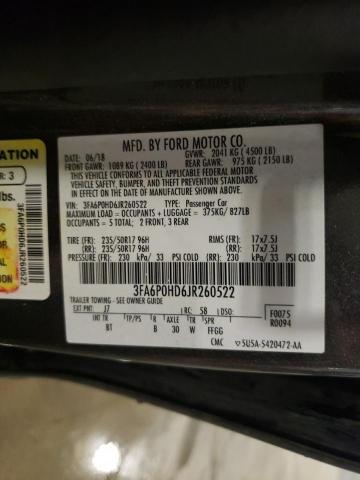 ATION
R: 3
lbs.
3FA6P0HD6JR260522
MFD. BY FORD MOTOR CO.
DATE: 06/18 GVWR: 2041 KG ( 4500 LB)
FRONT GAWR: 1089 KG ( 2400 LB) REAR GAWR: 975 KG ( 2150 LB)
THIS VEHICLE CONFORMS TO ALL APPLICABLE FEDERAL MOTOR
VEHICLE SAFETY, BUMPER, AND THEFT PREVENTION STANDARDS IN
EFFECT ON THE DATE OF MANUFACTURE SHOWN ABOVE.
VIN: 3FA6P0HD6JR260522 TYPE: Passenger Car
MAXIMUM LOAD = OCCUPANTS + LUGGAGE = 375KG/ 827LB
OCCUPANTS = 5 TOTAL; 2 FRONT, 3 REAR
TIRE (FR): 235/50R17 96H RIMS (FR): 17x7.5J
(RR): 235/50R17 96H (RR): 17x7.5J
PRESSURE (FR): 230 kPa/ 33 PSI COLD (RR): 230 kPa/ 33 PSI COLD
3FA6P0HD6JR260522
TRAILER TOWING - SEE OWNER GUIDE
EXT PNT: J7 RC: 58 DSO: F0075
INT TR TP/PS R AXLE TR SPR R0094
BT B 30 W FFGG
CMC 5U5A-5420472-AA